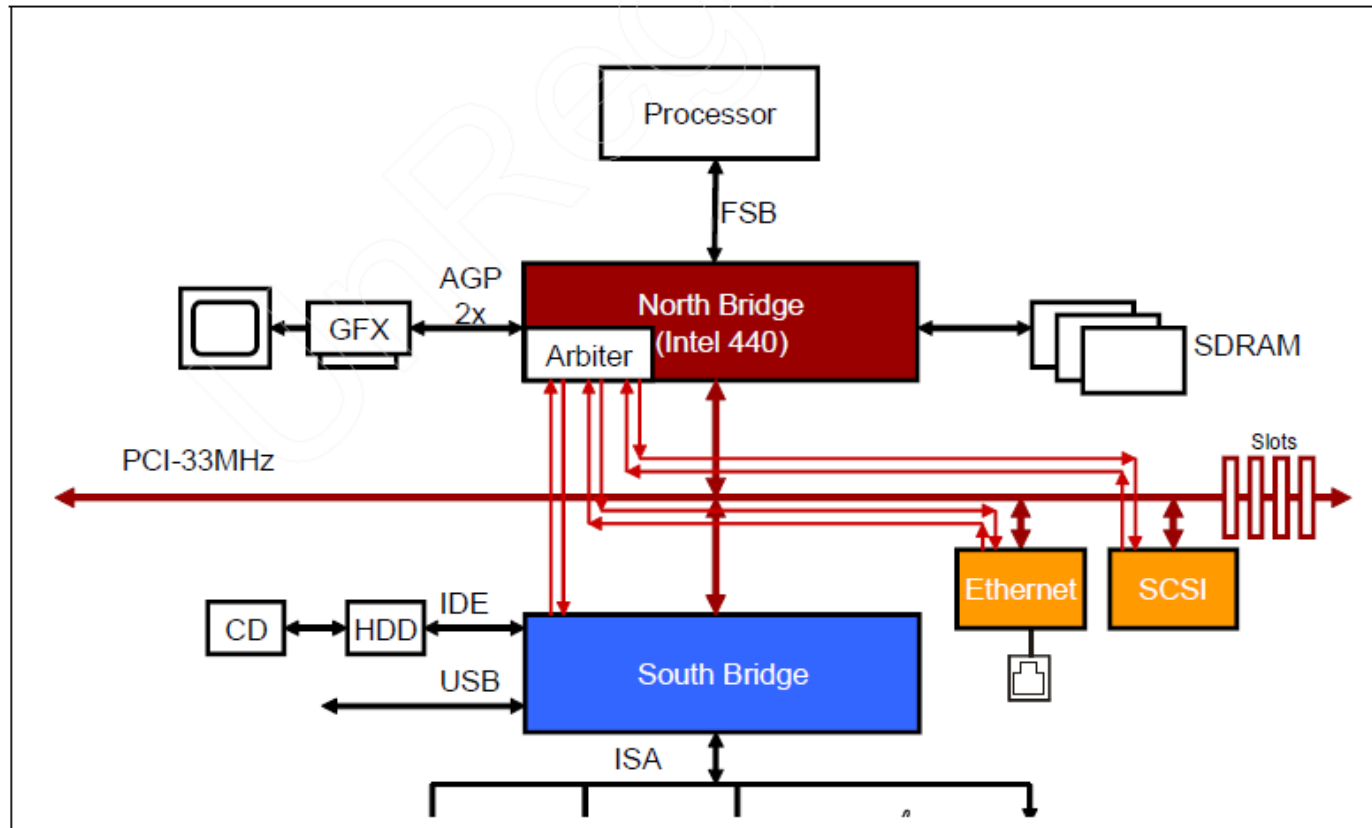 UnReg
Processor
FSB
AGP
2x
North Bridge
(Intel 440)
GFX
Arbiter
SDRAM
PCI-33MHz
Slots
Ethernet
SCSI
CD
HDD
IDE
USB
South Bridge
ISA